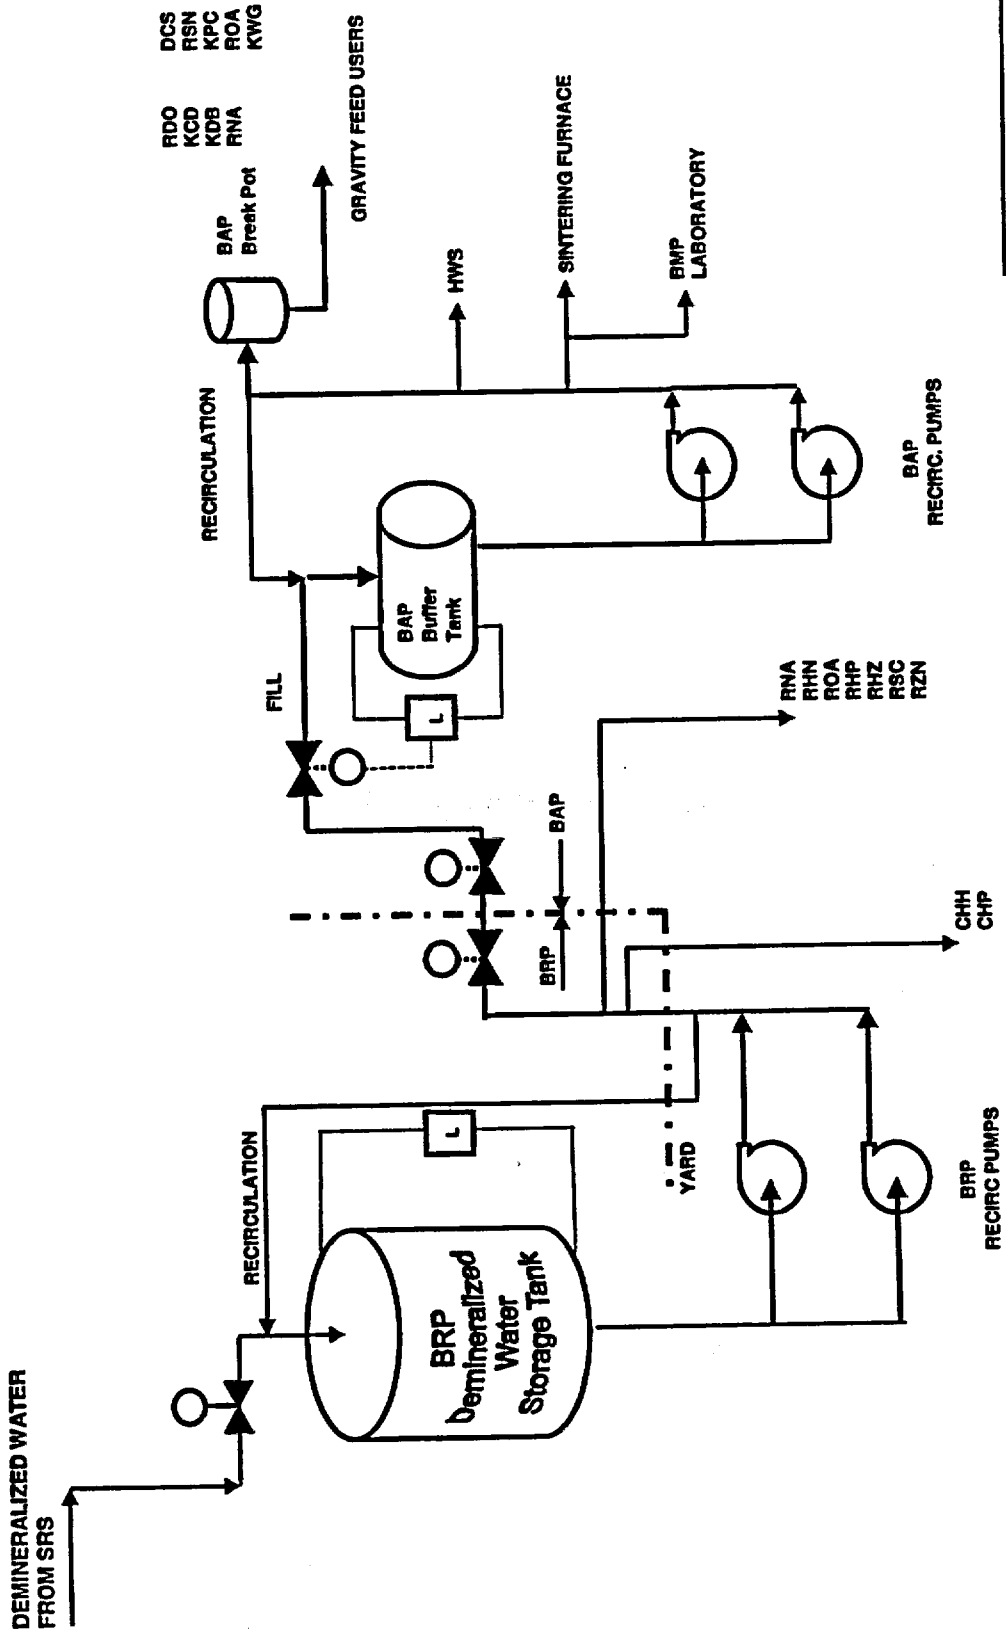 DEMINERALIZED WATER
FROM SRS
RECIRCULATION
BRP
Demineralized
Water
Storage Tank
L
YARD
BRP
RECIRC PUMPS
BRP
BAP
CHH
CHP
RNA
RHN
ROA
RHP
RHZ
RSC
RZN
FILL
L
BAP
Buffer
Tank
RECIRCULATION
BAP
RECIRC. PUMPS
HWS
SINTERING FURNACE
BMP
LABORATORY
BAP
Break Pot
GRAVITY FEED USERS
RDO DCS
KCD RSN
KDB KPC
RNA ROA
KWG